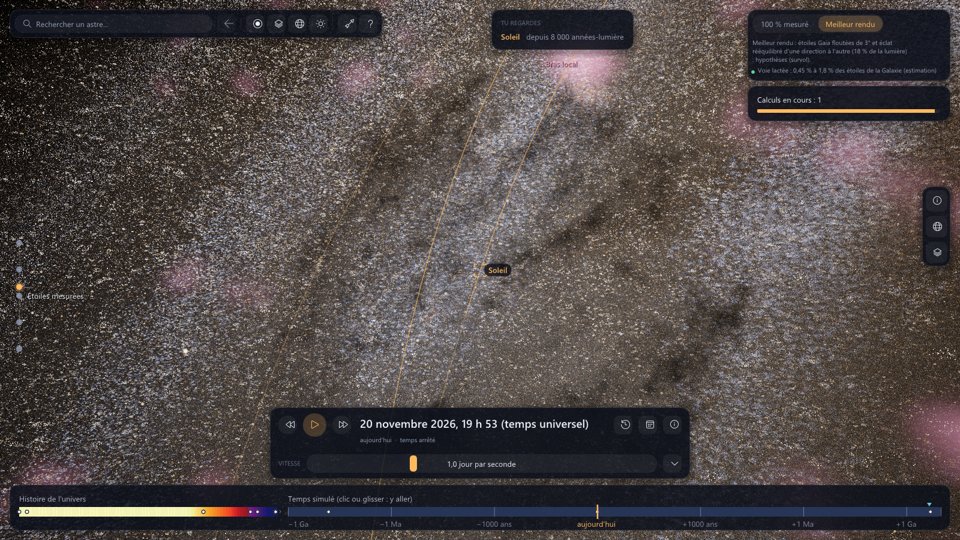 Rechercher un astre...
?
TU REGARDES
Soleil depuis 8 000 années-lumière
100 % mesuré
Meilleur rendu
Meilleur rendu : étoiles Gaia floutées de 3° et éclat
rééquilibré d'une direction à l'autre (18 % de la lumière)
: hypothèses (survol).
Voie lactée : 0,45 % à 1,8 % des étoiles de la Galaxie (estimation)
Calculs en cours : 1
Bras local
Soleil
Étoiles mesurées
20 novembre 2026, 19 h 53 (temps universel)
aujourd'hui · temps arrêté
VITESSE
1,0 jour par seconde
Histoire de l'univers
Temps simulé (clic ou glisser : y aller)
−1 Ga
−1 Ma
−1000 ans
aujourd'hui
+1000 ans
+1 Ma
+1 Ga